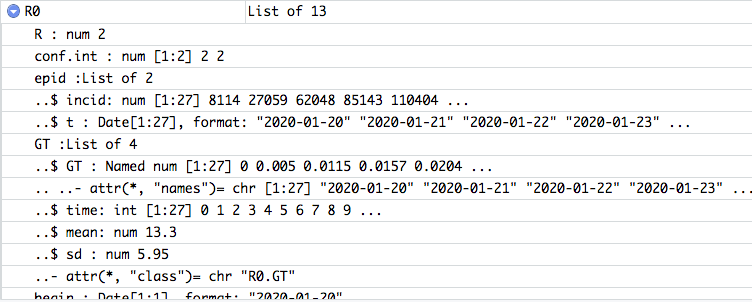 R0 List of 13
R : num 2
conf.int : num [1:2] 2 2
epid :List of 2
..$ incid: num [1:27] 8114 27059 62048 85143 110404 ...
..$ t : Date[1:27], format: "2020-01-20" "2020-01-21" "2020-01-22" "2020-01-23" ...
GT :List of 4
..$ GT : Named num [1:27] 0 0.005 0.0115 0.0157 0.0204 ...
.. ..- attr(*, "names")= chr [1:27] "2020-01-20" "2020-01-21" "2020-01-22" "2020-01-23" ...
..$ time: int [1:27] 0 1 2 3 4 5 6 7 8 9 ...
..$ mean: num 13.3
..$ sd : num 5.95
..- attr(*, "class")= chr "R0.GT"
begin : Date[1:1], format: "2020-01-20"